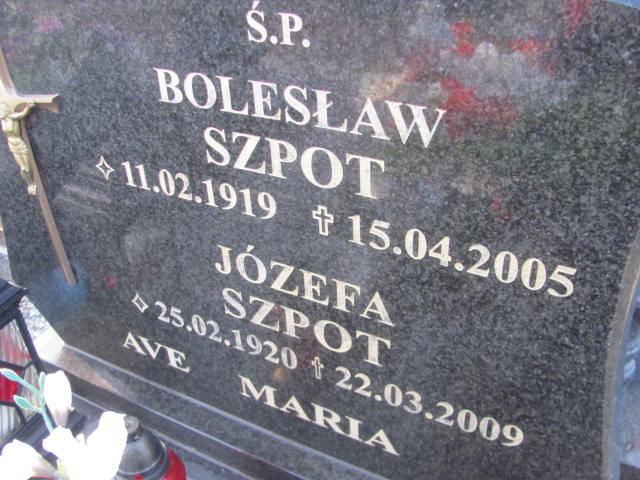 Ś.P.
BOLESŁAW
SZPOT
11.02.1919 15.04.2005
JÓZEFA
SZPOT
25.02.1920 22.03.2009
AVE MARIA